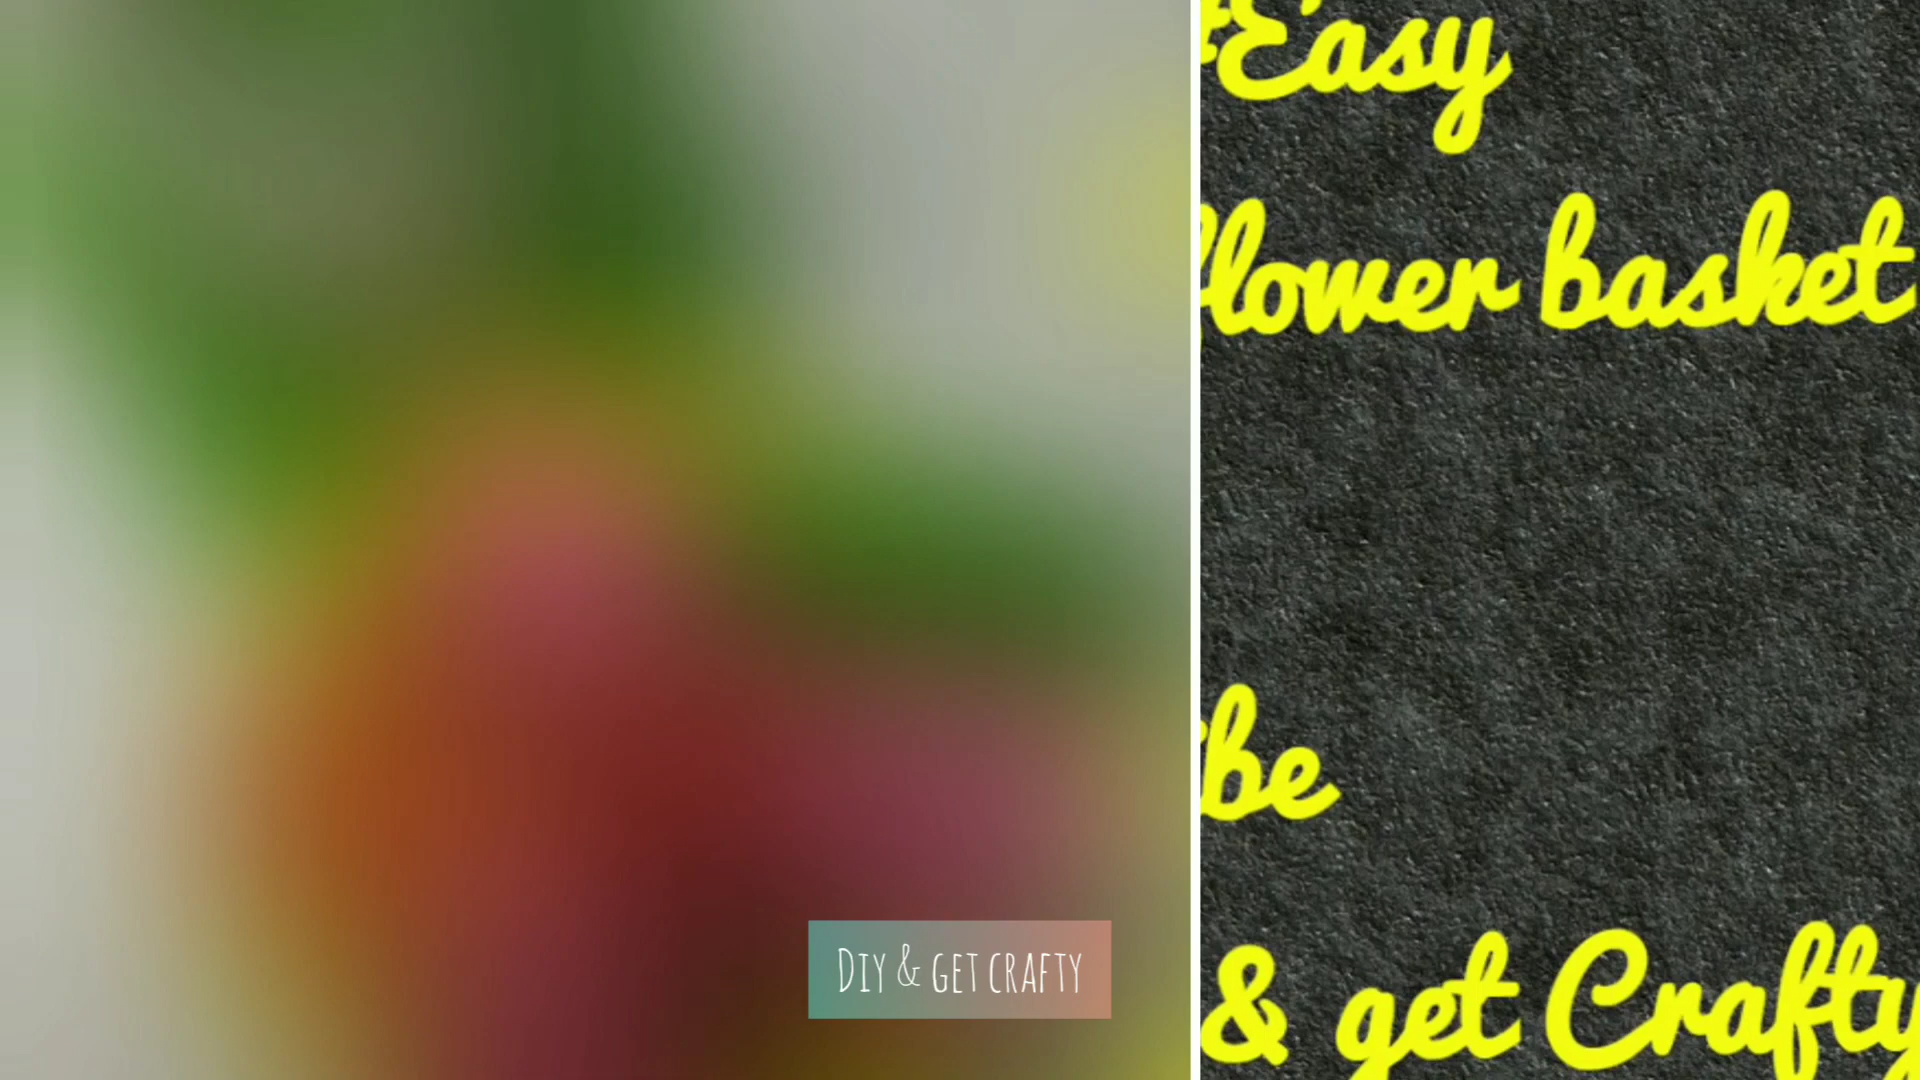 Easy
flower basket
be
& get Crafty
Diy & get crafty